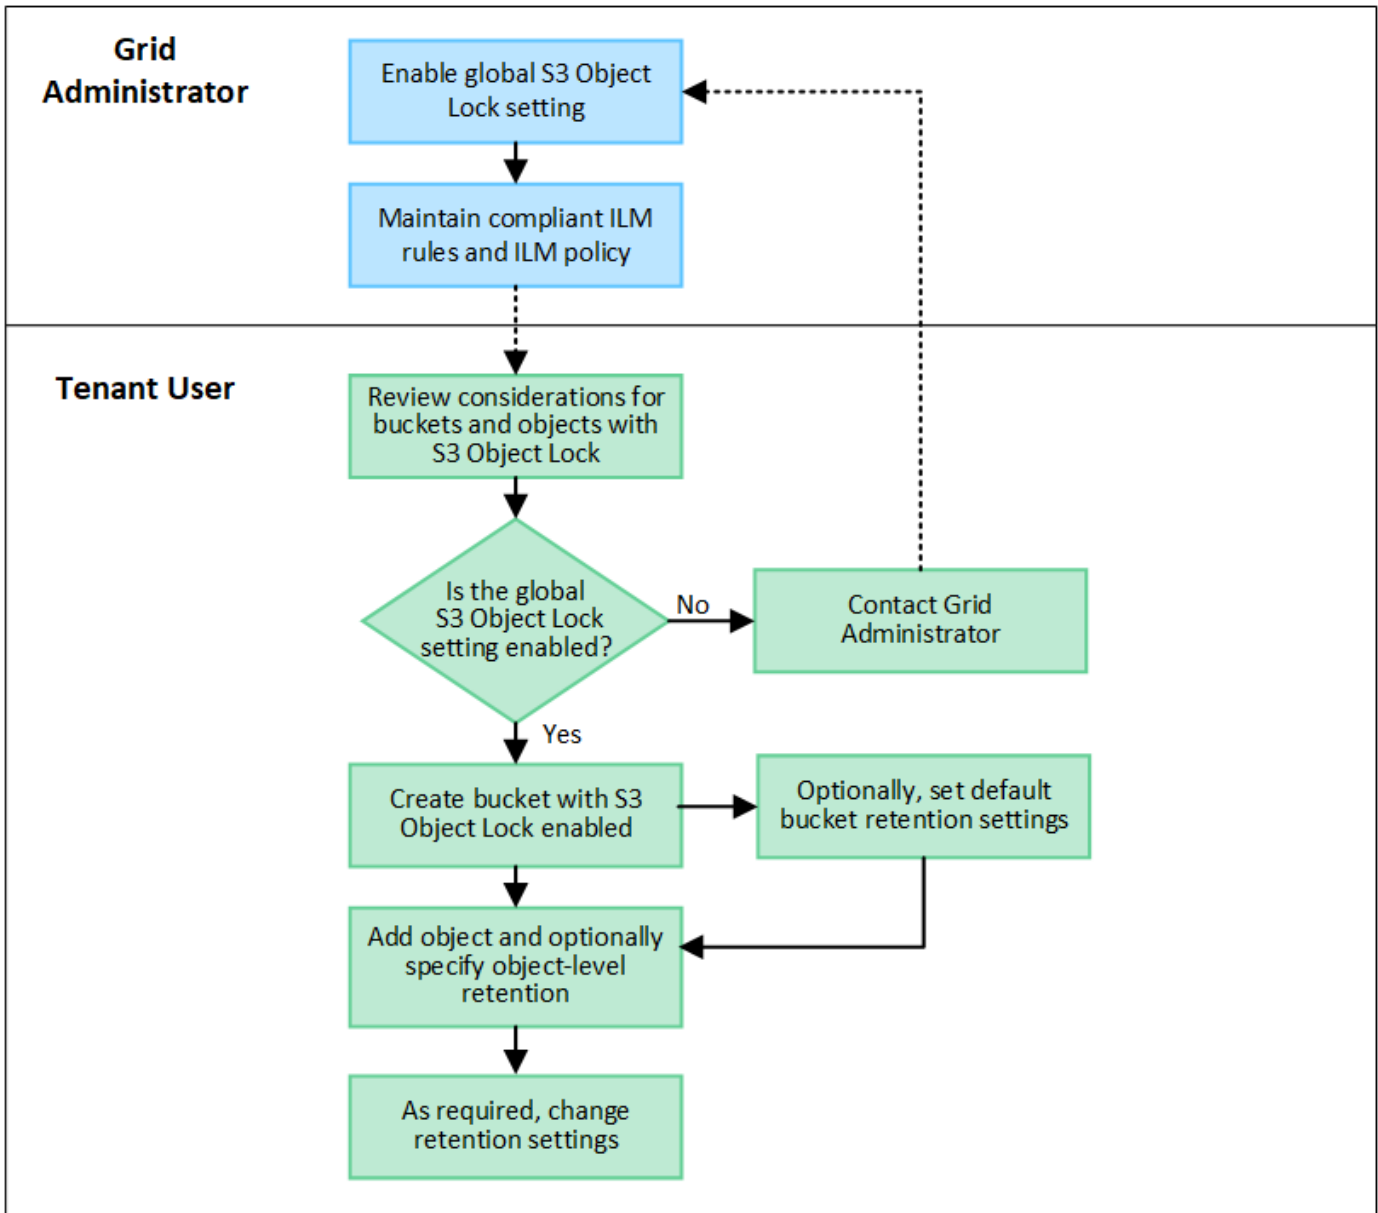 Grid
Administrator
Enable global S3 Object
Lock setting
Maintain compliant ILM
rules and ILM policy
Tenant User
Review considerations for
buckets and objects with
S3 Object Lock
Is the global
S3 Object Lock
setting enabled?
No
Contact Grid
Administrator
Yes
Create bucket with S3
Object Lock enabled
Optionally, set default
bucket retention settings
Add object and optionally
specify object-level
retention
As required, change
retention settings